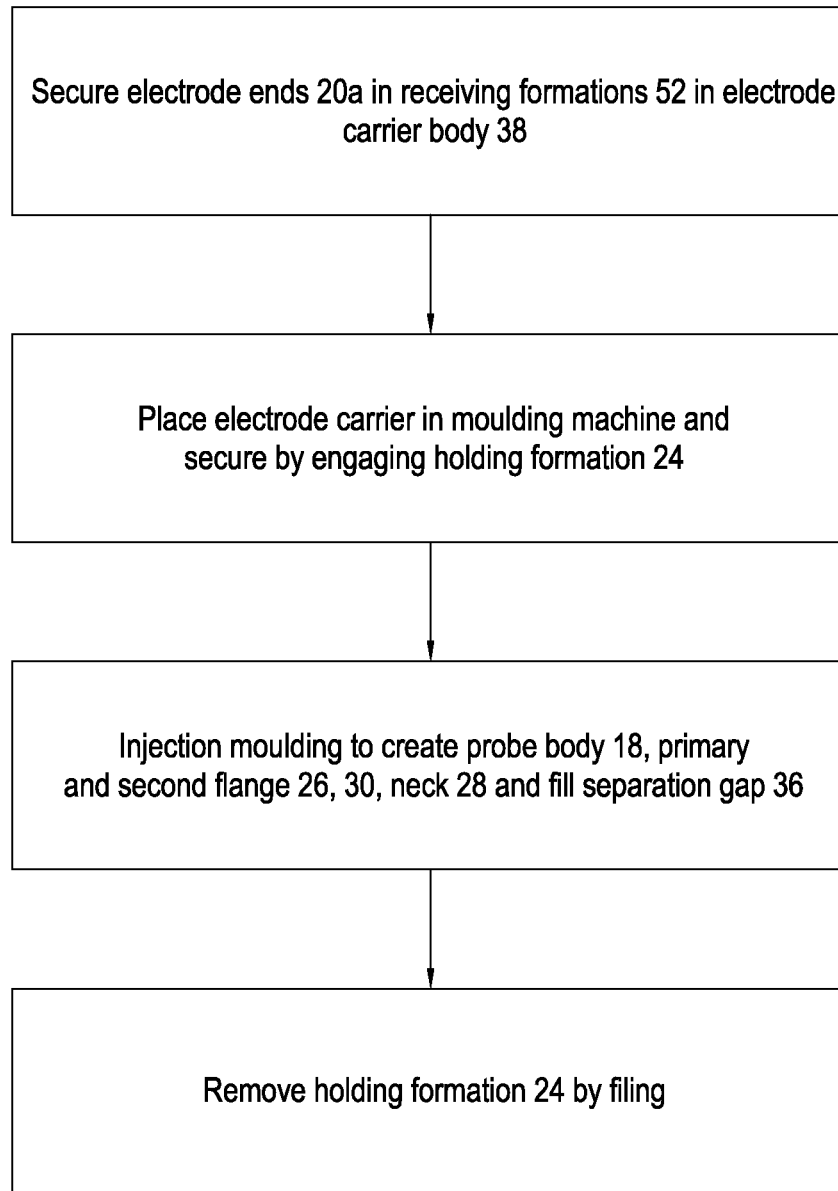 Secure electrode ends 20a in receiving formations 52 in electrode
carrier body 38
Place electrode carrier in moulding machine and
secure by engaging holding formation 24
Injection moulding to create probe body 18, primary
and second flange 26, 30, neck 28 and fill separation gap 36
Remove holding formation 24 by filing